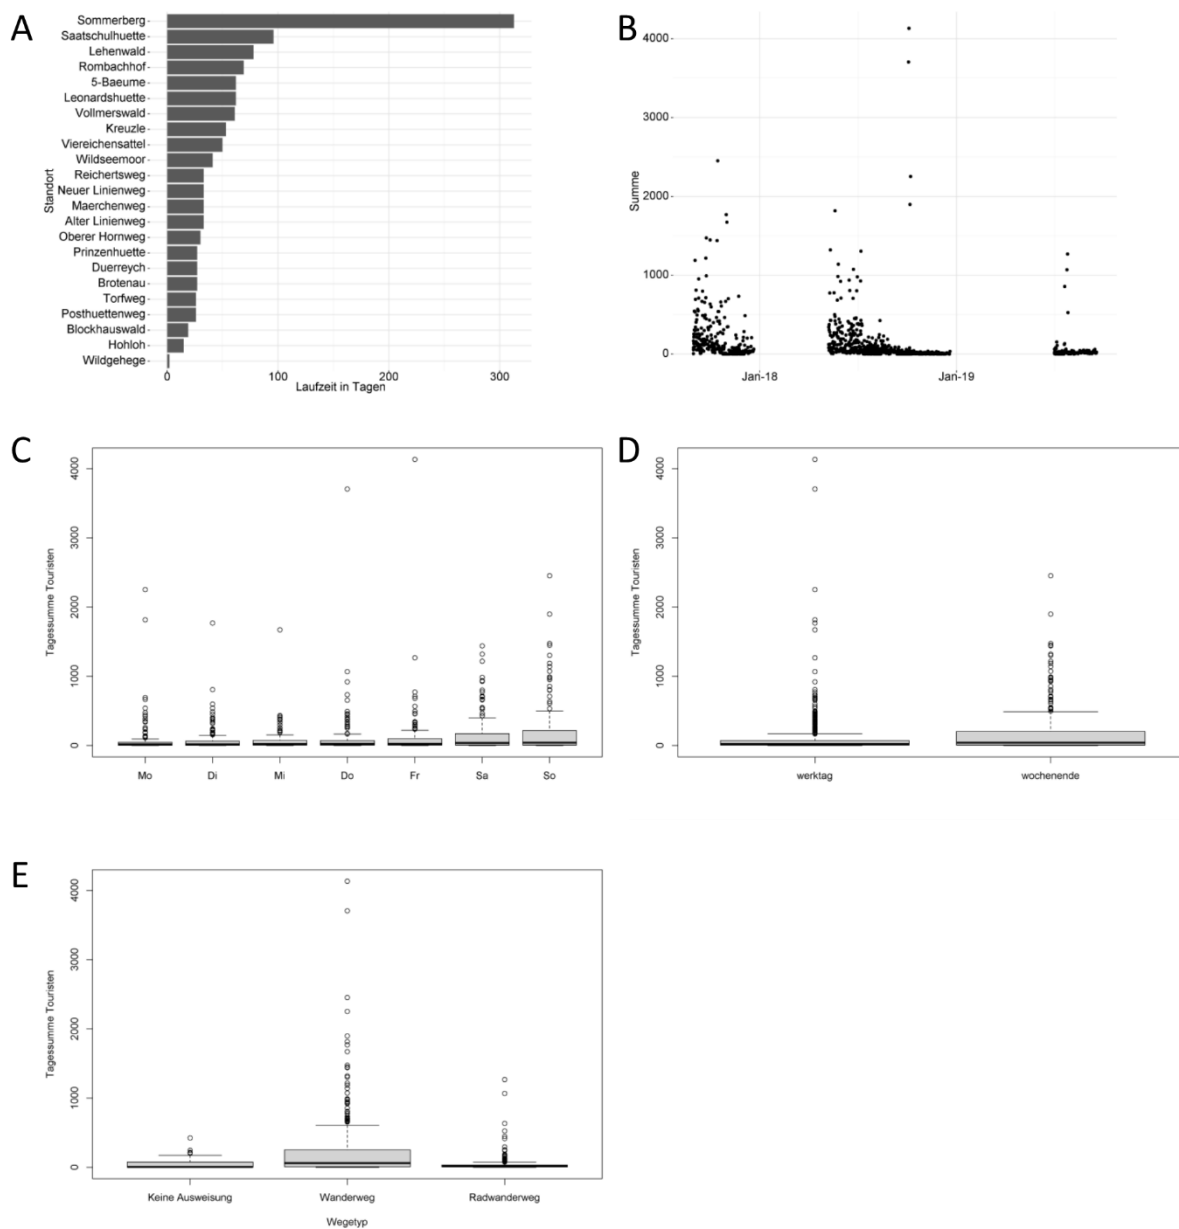 A
Standort
Sommerberg
Saatschulhuette
Lehenwald
Rombachhof
5-Baeume
Leonardshuette
Vollmerswald
Kreuzle
Viereichensattel
Wildseemoor
Reichertsweg
Neuer Linienweg
Maerchenweg
Alter Linienweg
Oberer Hornweg
Prinzenhuette
Duerreych
Brotenau
Torfweg
Posthuettenweg
Blockhauswald
Hohloh
Wildgehege
0 100 200 300
Laufzeit in Tagen
B
Summe
4000
3000
2000
1000
0
Jan-18 Jan-19
C
Tagessumme Touristen
4000
3000
2000
1000
0
Mo Di Mi Do Fr Sa So
D
Tagessumme Touristen
4000
3000
2000
1000
0
werktag wochenende
E
Tagessumme Touristen
4000
3000
2000
1000
0
Keine Ausweisung Wanderweg Radwanderweg
Wegetyp